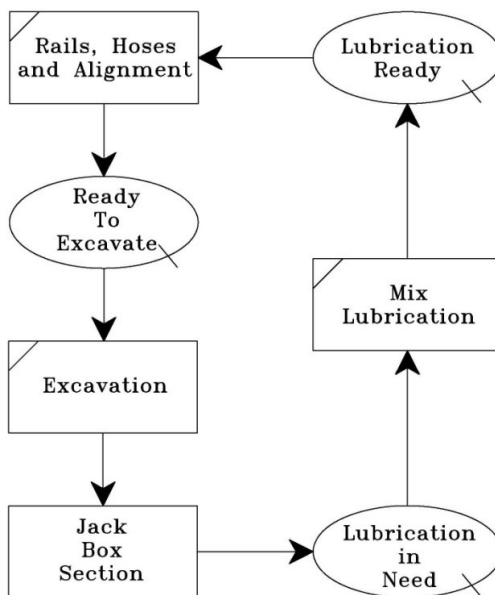 Rails, Hoses
and Alignment
Lubrication
Ready
Ready
To
Excavate
Mix
Lubrication
Excavation
Jack
Box
Section
Lubrication
in
Need